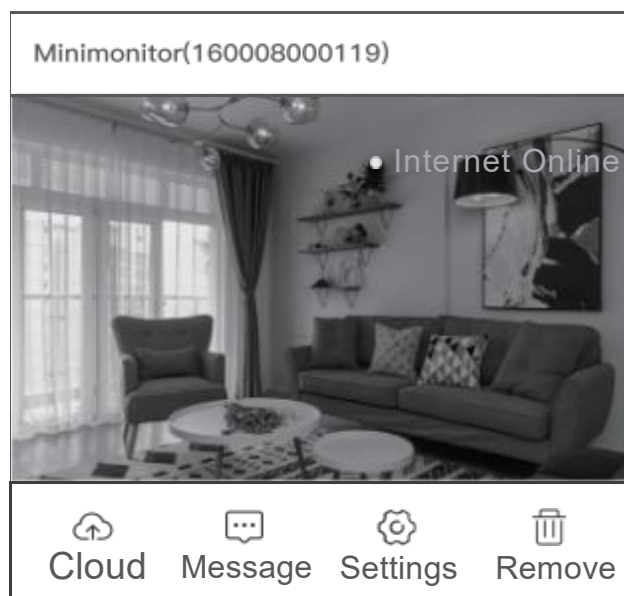 Minimonitor(160008000119)
Internet Online
Cloud Message Settings Remove